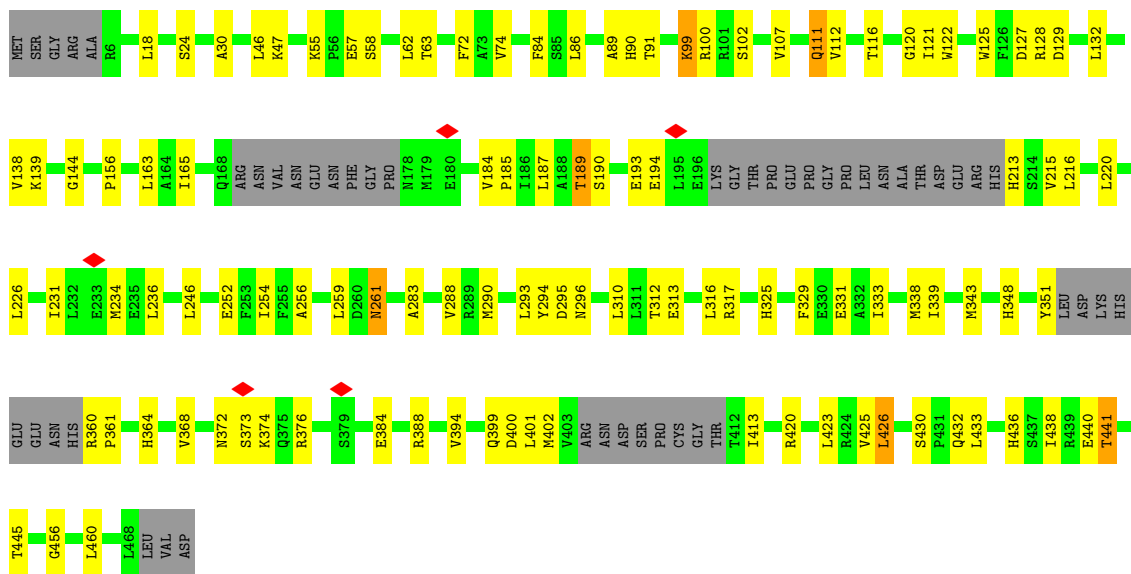 MET SER GLY ARG ALA R6 L18 S24 A30 L46 K47 K55 P56 E57 S58 L62 T63 F72 A73 V74 F84 S85 L86 A89 H90 T91 K99 R100 R101 S102 V107 Q111 V112 T116 G120 I121 W122 W125 F126 D127 R128 D129 L132
V138 K139 G144 P156 L163 A164 I165 Q168 ARG ASN VAL ASN GLU ASN PHE GLY PRO N178 M179 E180 V184 P185 I186 L187 A188 T189 S190 E193 E194 L195 E196 LYS GLY THR PRO GLU PRO GLY PRO LEU ASN ALA THR ASP GLU ARG HIS H213 S214 V215 L216 L220
L226 I231 L232 E233 M234 E235 L236 L246 E252 F253 I254 F255 A256 L259 D260 N261 A283 V288 R289 M290 L293 Y294 D295 N296 L310 L311 T312 E313 L316 R317 H325 F329 E330 E331 A332 I333 M338 I339 M343 H348 Y351 LEU ASP LYS HIS
GLU GLU ASN HIS R360 P361 H364 V368 N372 S373 K374 Q375 R376 S379 E384 R388 V394 Q399 D400 L401 M402 V403 ARG ASN ASP SER PRO CYS GLY THR T412 I413 R420 L423 R424 V425 L426 S430 P431 Q432 L433 H436 S437 I438 R439 E440 T441
T445 G456 L460 L468 LEU VAL ASP